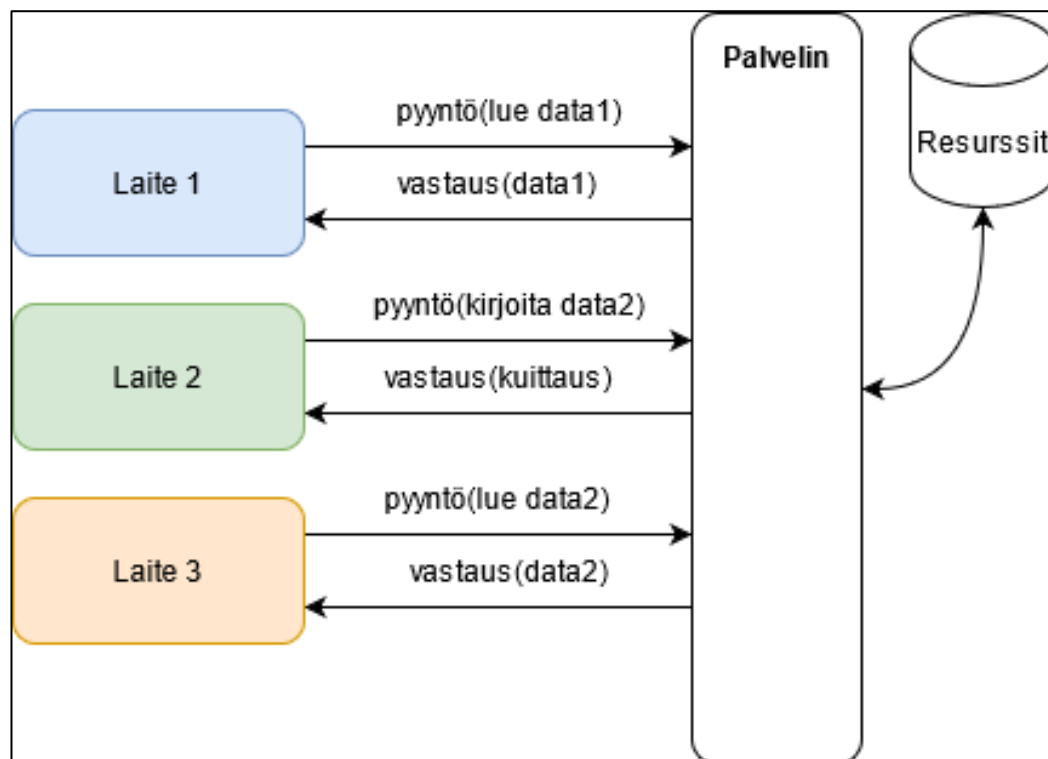 Palvelin
Resurssit
pyyntö(lue data1)
Laite 1
vastaus(data1)
pyyntö(kirjoita data2)
Laite 2
vastaus(kuittaus)
pyyntö(lue data2)
Laite 3
vastaus(data2)